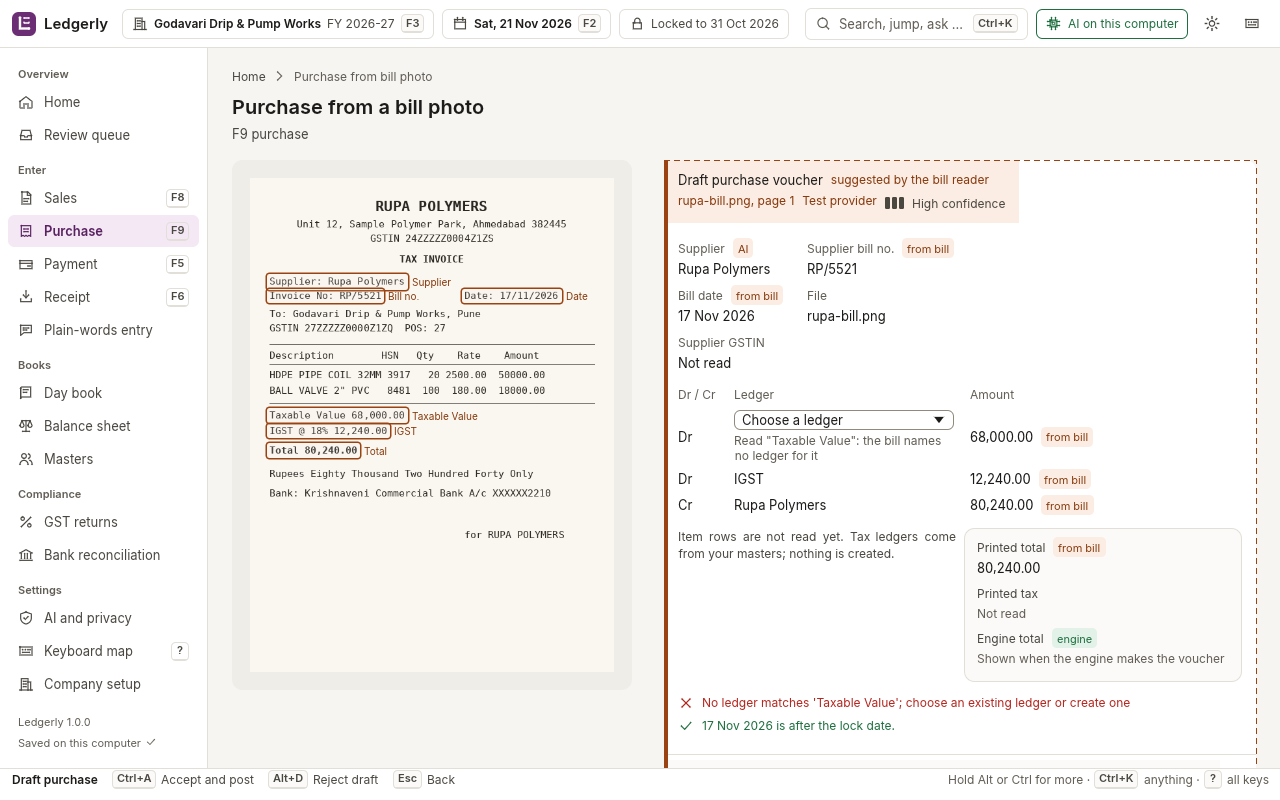 Ledgerly
Godavari Drip & Pump Works FY 2026-27 F3
Sat, 21 Nov 2026 F2
Locked to 31 Oct 2026
Search, jump, ask ... Ctrl+K
AI on this computer
Overview
Home
Review queue
Enter
Sales F8
Purchase F9
Payment F5
Receipt F6
Plain-words entry
Books
Day book
Balance sheet
Masters
Compliance
GST returns
Bank reconciliation
Settings
AI and privacy
Keyboard map ?
Company setup
Ledgerly 1.0.0
Saved on this computer
Home > Purchase from bill photo
Purchase from a bill photo
F9 purchase
RUPA POLYMERS
Unit 12, Sample Polymer Park, Ahmedabad 382445
GSTIN 24ZZZZZ0004Z1ZS
TAX INVOICE
Supplier: Rupa Polymers Supplier
Invoice No: RP/5521 Bill no. Date: 17/11/2026 Date
To: Godavari Drip & Pump Works, Pune
GSTIN 27ZZZZZ0000Z1ZQ POS: 27
Description HSN Qty Rate Amount
HDPE PIPE COIL 32MM 3917 20 2500.00 50000.00
BALL VALVE 2" PVC 8481 100 180.00 18000.00
Taxable Value 68,000.00 Taxable Value
IGST @ 18% 12,240.00 IGST
Total 80,240.00 Total
Rupees Eighty Thousand Two Hundred Forty Only
Bank: Krishnaveni Commercial Bank A/c XXXXXX2210
for RUPA POLYMERS
Draft purchase voucher suggested by the bill reader
rupa-bill.png, page 1 Test provider High confidence
Supplier AI Supplier bill no. from bill
Rupa Polymers RP/5521
Bill date from bill File
17 Nov 2026 rupa-bill.png
Supplier GSTIN
Not read
Dr / Cr Ledger Amount
Choose a ledger
Dr Read "Taxable Value": the bill names no ledger for it 68,000.00 from bill
Dr IGST 12,240.00 from bill
Cr Rupa Polymers 80,240.00 from bill
Item rows are not read yet. Tax ledgers come
from your masters; nothing is created.
Printed total from bill
80,240.00
Printed tax
Not read
Engine total engine
Shown when the engine makes the voucher
No ledger matches 'Taxable Value'; choose an existing ledger or create one
17 Nov 2026 is after the lock date.
Draft purchase Ctrl+A Accept and post Alt+D Reject draft Esc Back
Hold Alt or Ctrl for more · Ctrl+K anything · ? all keys